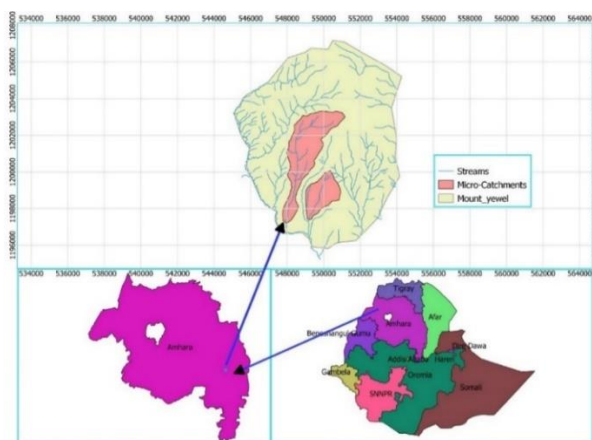 534000 536000 538000 540000 542000 544000 546000 548000 550000 552000 554000 556000 558000 560000 562000 564000
1208000
1206000
1204000
1202000
1200000
1198000
1196000
Streams
Micro-Catchments
Mount_yewel
534000 536000 538000 540000 542000 544000 546000 548000 550000 552000 554000 556000 558000 560000 562000 564000
Amhara
Tigray
Afar
Amhara
Benishangul Gumu
Dire Dawa
Addis Ababa
Harer
Gambela
Oromia
SNNPR
Somali